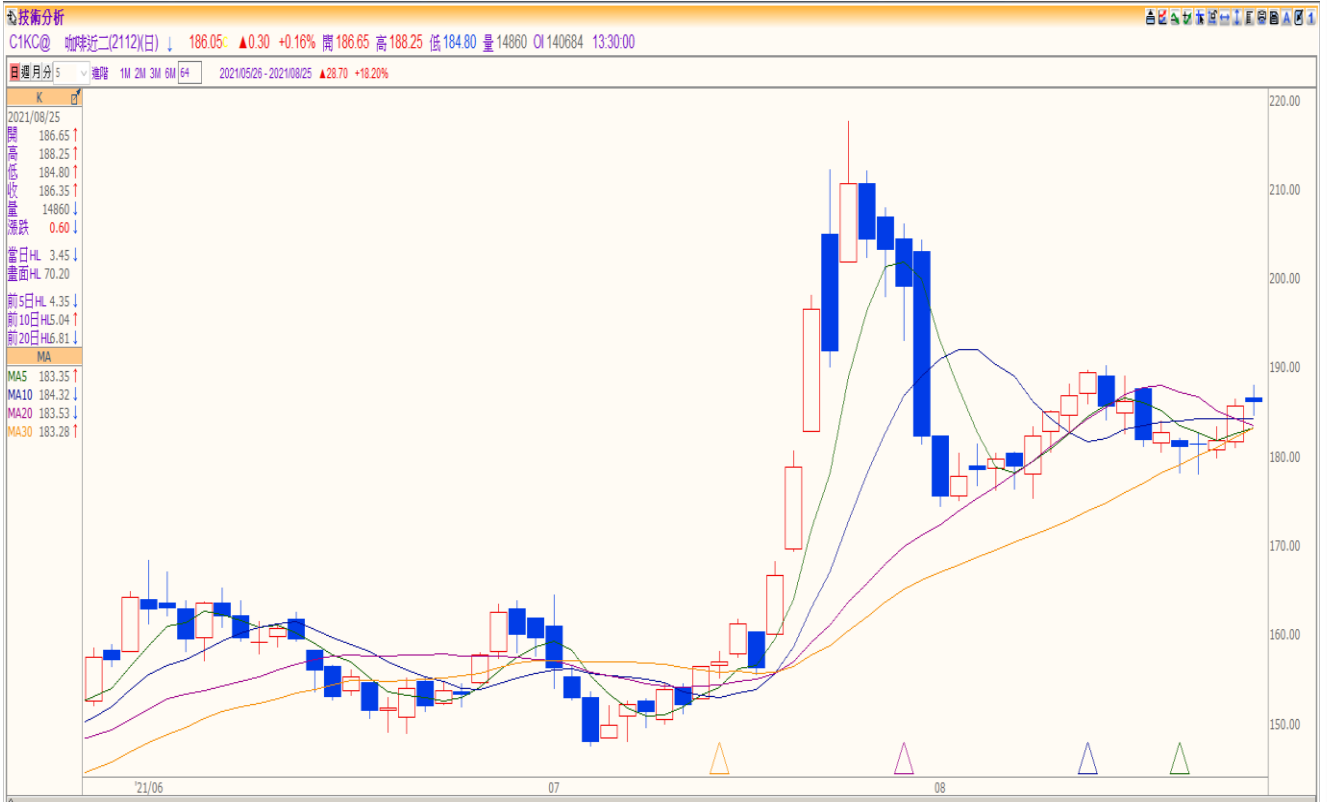 技術分析
C1KC@ 咖啡近二(2112)(日) ↓ 186.05 ▲0.30 +0.16% 開 186.65 高 188.25 低 184.80 量 14860 OI 140684 13:30:00
日 週 月 分 5 進階 1M 2M 3M 6M 64 2021/05/26 - 2021/08/25 ▲28.70 +18.20%
K
2021/08/25
開 186.65↑
高 188.25↑
低 184.80↑
收 186.35↑
量 14860↓
漲跌 0.60↓
當日HL 3.45↓
畫面HL 70.20
前5日HL 4.35↓
前10日HL5.04↑
前20日HL6.81↓
MA
MA5 183.35↑
MA10 184.32↓
MA20 183.53↓
MA30 183.28↑
220.00
210.00
200.00
190.00
180.00
170.00
160.00
150.00
'21/06 07 08